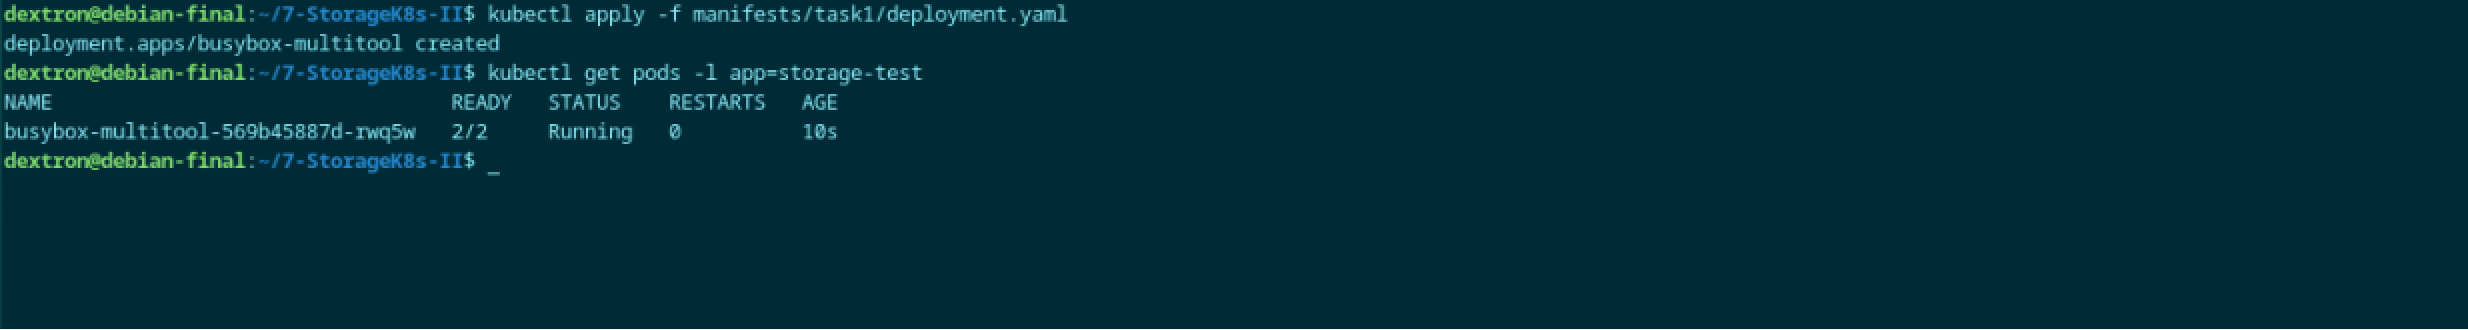 dextron@debian-final:~/7-StorageK8s-II$ kubectl apply -f manifests/task1/deployment.yaml
deployment.apps/busybox-multitool created
dextron@debian-final:~/7-StorageK8s-II$ kubectl get pods -l app=storage-test
NAME                                 READY   STATUS    RESTARTS   AGE
busybox-multitool-569b45887d-rwq5w   2/2     Running   0          10s
dextron@debian-final:~/7-StorageK8s-II$ _